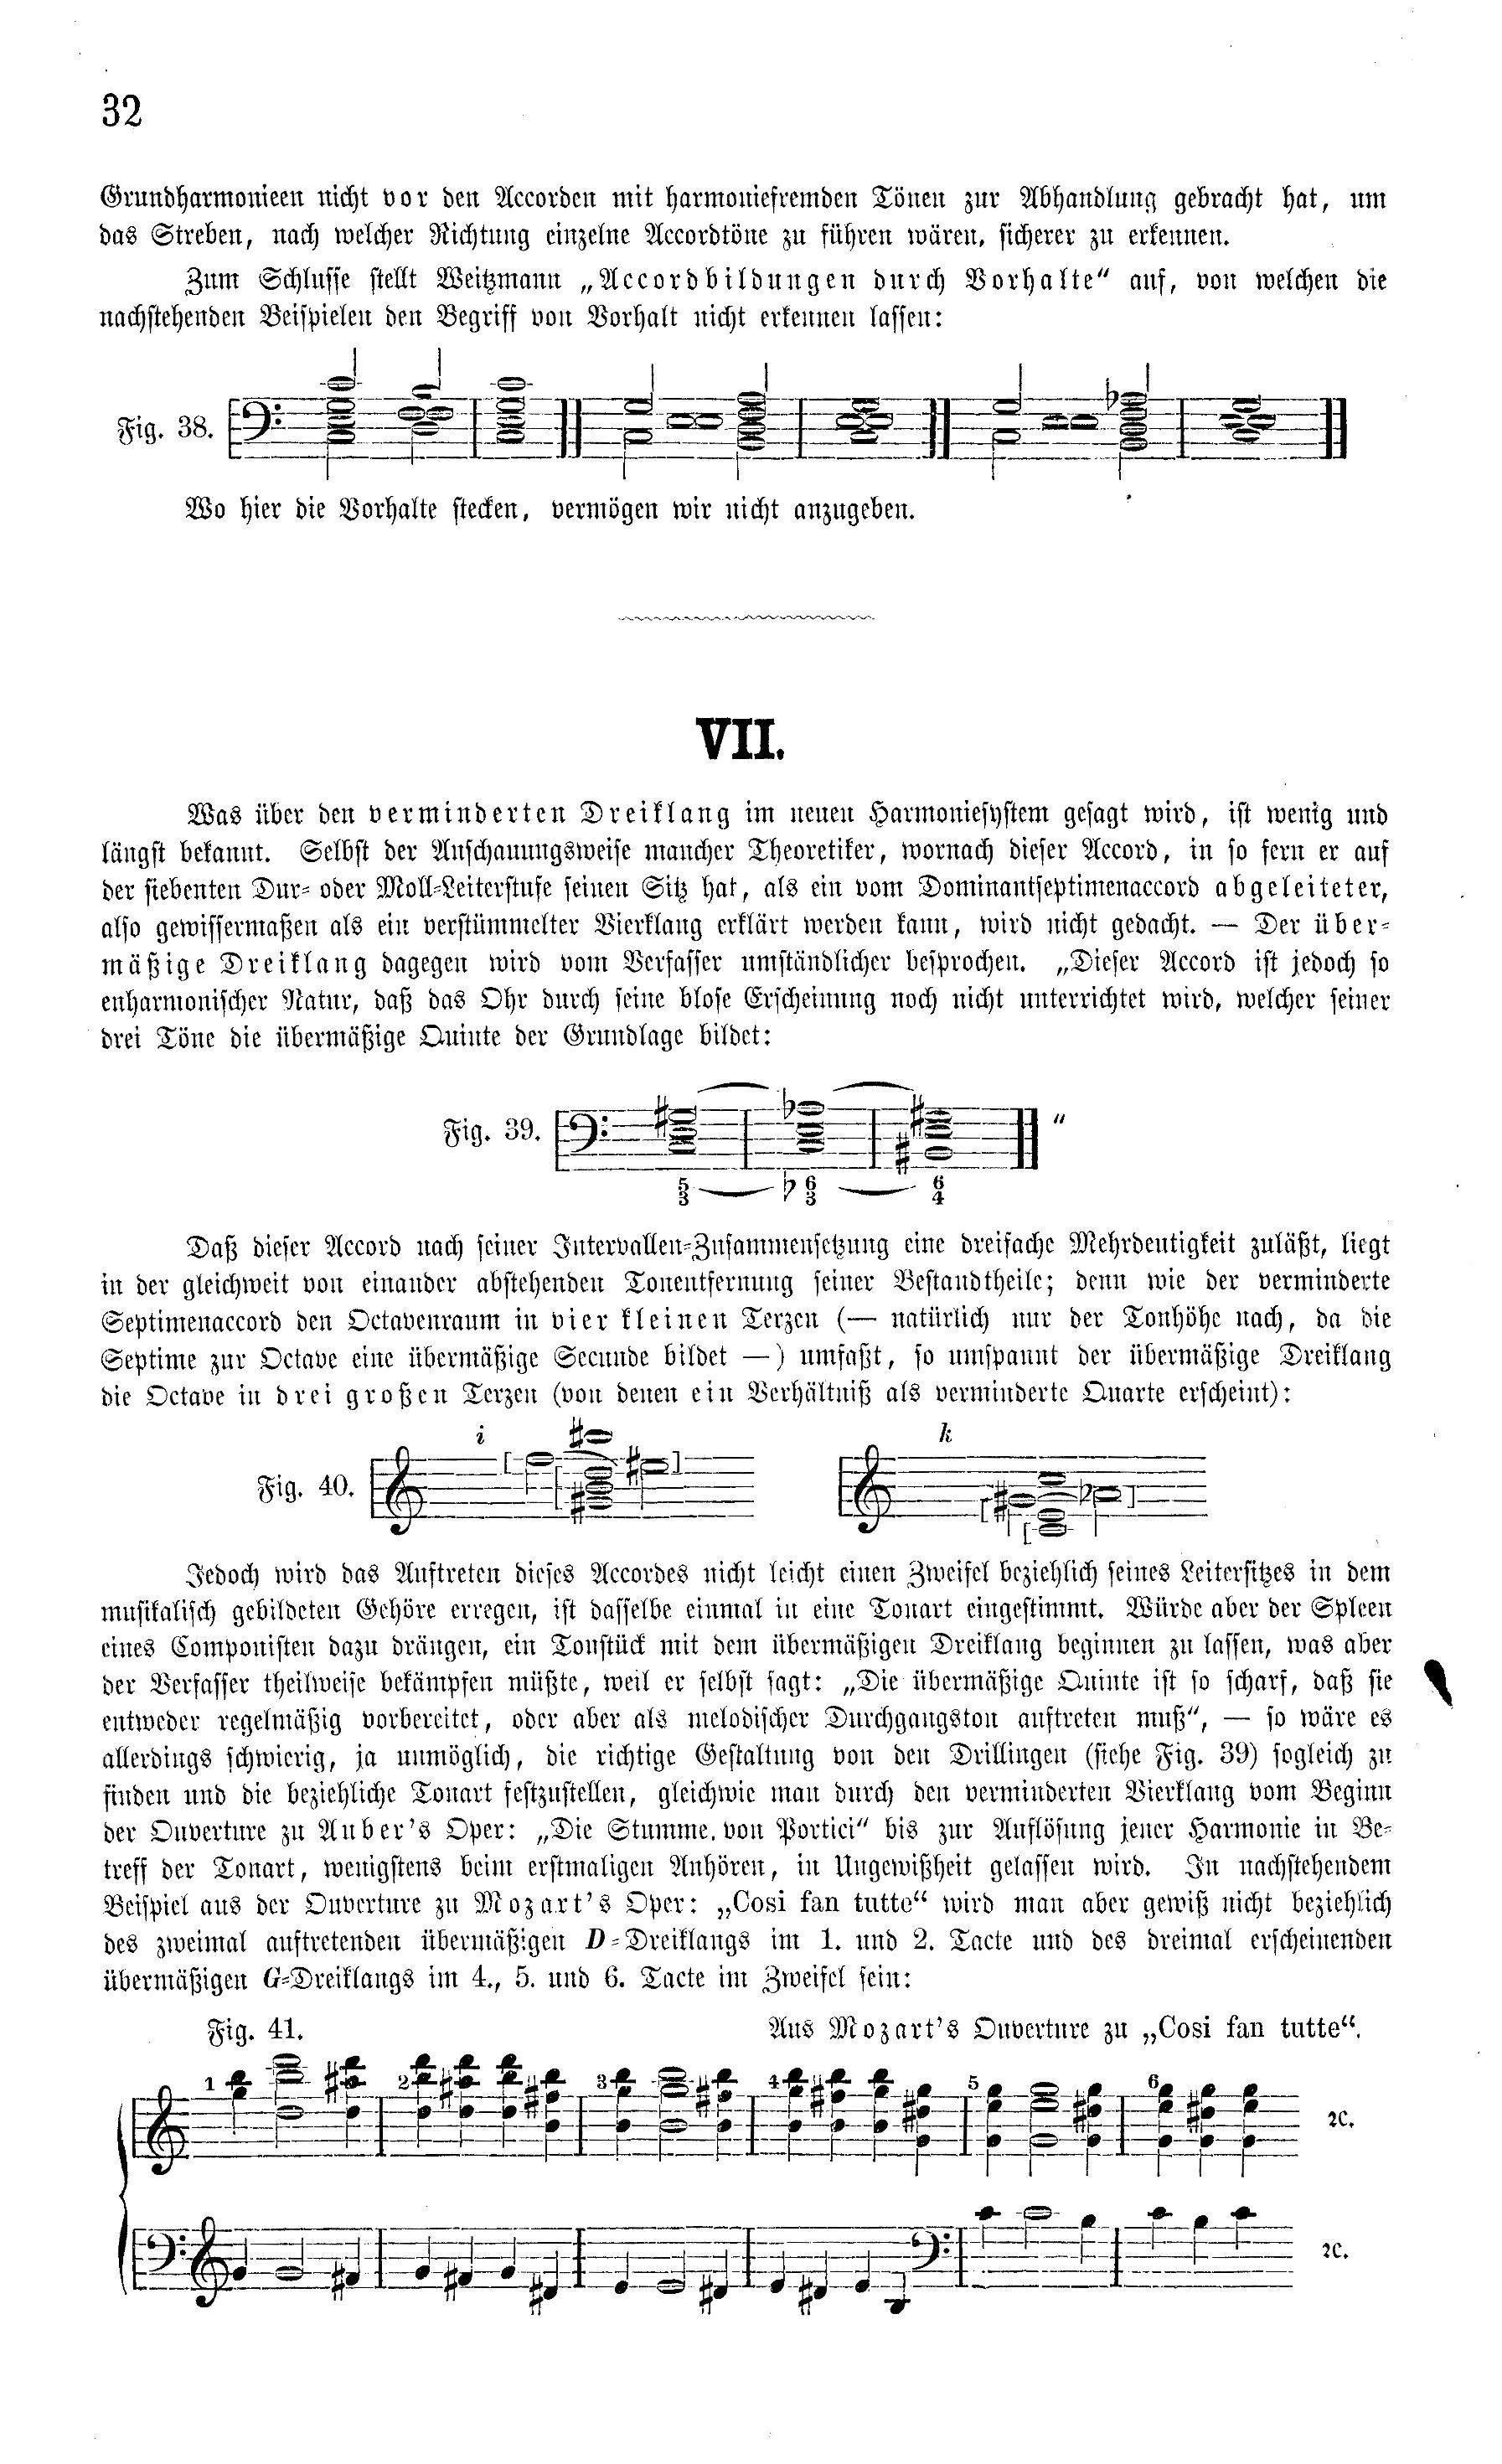 32
Grundharmonieen nicht vor den Accorden mit harmoniefremden Tönen zur Abhandlung gebracht hat, um
das Streben, nach welcher Richtung einzelne Accordtöne zu führen wären, sicherer zu erkennen.
Zum Schlusse stellt Weitzmann „Accordbildungen durch Vorhalte“ auf, von welchen die
nachstehenden Beispielen den Begriff von Vorhalt nicht erkennen lassen:
Fig. 38.
Wo hier die Vorhalte stecken, vermögen wir nicht anzugeben.
VII.
Was über den verminderten Dreiklang im neuen Harmoniesystem gesagt wird, ist wenig und
längst bekannt. Selbst der Anschauungsweise mancher Theoretiker, wornach dieser Accord, in so fern er auf
der siebenten Dur- oder Moll-Leiterstufe seinen Sitz hat, als ein vom Dominantseptimenaccord abgeleiteter,
also gewissermaßen als ein verstümmelter Vierklang erklärt werden kann, wird nicht gedacht. — Der über-
mäßige Dreiklang dagegen wird vom Verfasser umständlicher besprochen. „Dieser Accord ist jedoch so
enharmonischer Natur, daß das Ohr durch seine blose Erscheinung noch nicht unterrichtet wird, welcher seiner
drei Töne die übermäßige Quinte der Grundlage bildet:
Fig. 39. “
5 ♭ 6 6
3 3 4
Daß dieser Accord nach seiner Intervallen-Zusammensetzung eine dreifache Mehrdeutigkeit zuläßt, liegt
in der gleichweit von einander abstehenden Tonentfernung seiner Bestandtheile; denn wie der verminderte
Septimenaccord den Octavenraum in vier kleinen Terzen (— natürlich nur der Tonhöhe nach, da die
Septime zur Octave eine übermäßige Secunde bildet —) umfaßt, so umspannt der übermäßige Dreiklang
die Octave in drei großen Terzen (von denen ein Verhältniß als verminderte Quarte erscheint):
i k
Fig. 40.
Jedoch wird das Auftreten dieses Accordes nicht leicht einen Zweifel beziehlich seines Leitersitzes in dem
musikalisch gebildeten Gehöre erregen, ist dasselbe einmal in eine Tonart eingestimmt. Würde aber der Spleen
eines Componisten dazu drängen, ein Tonstück mit dem übermäßigen Dreiklang beginnen zu lassen, was aber
der Verfasser theilweise bekämpfen müßte, weil er selbst sagt: „Die übermäßige Quinte ist so scharf, daß sie
entweder regelmäßig vorbereitet, oder aber als melodischer Durchgangston auftreten muß“, — so wäre es
allerdings schwierig, ja unmöglich, die richtige Gestaltung von den Drillingen (siehe Fig. 39) sogleich zu
finden und die beziehliche Tonart festzustellen, gleichwie man durch den verminderten Vierklang vom Beginn
der Ouverture zu Auber's Oper: „Die Stumme von Portici“ bis zur Auflösung jener Harmonie in Be-
treff der Tonart, wenigstens beim erstmaligen Anhören, in Ungewißheit gelassen wird. In nachstehendem
Beispiel aus der Ouverture zu Mozart's Oper: „Cosi fan tutte“ wird man aber gewiß nicht beziehlich
des zweimal auftretenden übermäßigen D-Dreiklangs im 1. und 2. Tacte und des dreimal erscheinenden
übermäßigen G-Dreiklangs im 4., 5. und 6. Tacte im Zweifel sein:
Fig. 41. Aus Mozart's Ouverture zu „Cosi fan tutte“.
1 2 3 4 5 6
ꝛc.
ꝛc.